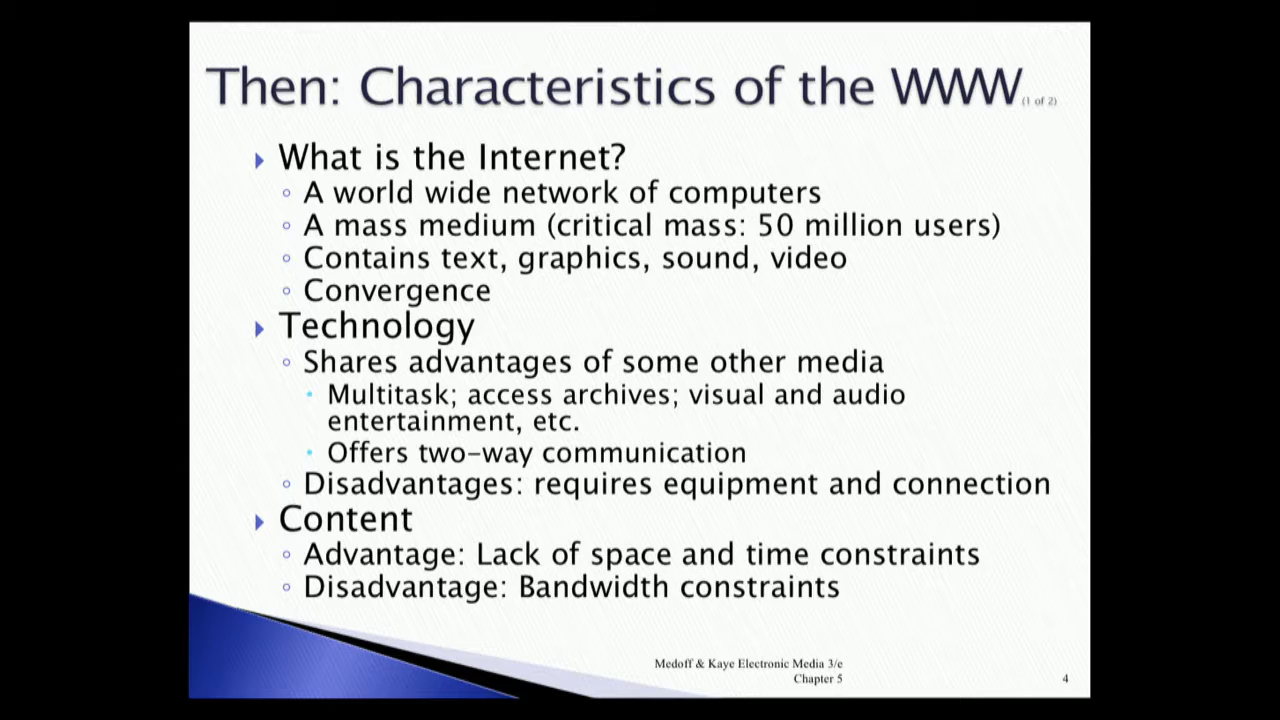 Then: Characteristics of the WWW (1 of 2)
What is the Internet?
A world wide network of computers
A mass medium (critical mass: 50 million users)
Contains text, graphics, sound, video
Convergence
Technology
Shares advantages of some other media
Multitask; access archives; visual and audio
entertainment, etc.
Offers two-way communication
Disadvantages: requires equipment and connection
Content
Advantage: Lack of space and time constraints
Disadvantage: Bandwidth constraints
Medoff & Kaye Electronic Media 3/e
Chapter 5
4